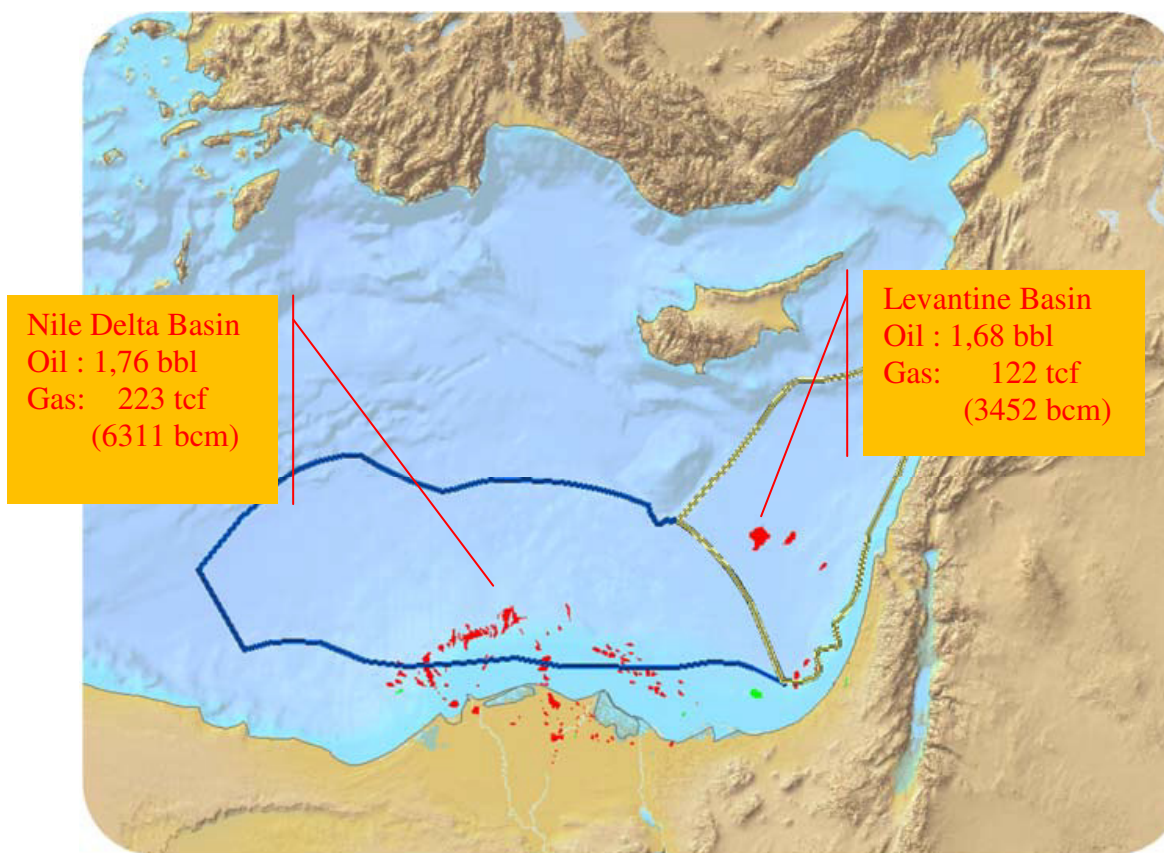 Nile Delta Basin
Oil : 1,76 bbl
Gas: 223 tcf
(6311 bcm)
Levantine Basin
Oil : 1,68 bbl
Gas: 122 tcf
(3452 bcm)